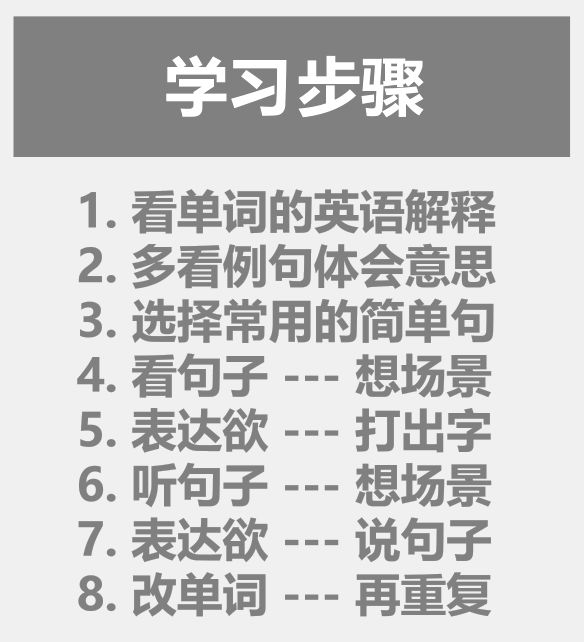 学习步骤
1. 看单词的英语解释
2. 多看例句体会意思
3. 选择常用的简单句
4. 看句子 --- 想场景
5. 表达欲 --- 打出字
6. 听句子 --- 想场景
7. 表达欲 --- 说句子
8. 改单词 --- 再重复